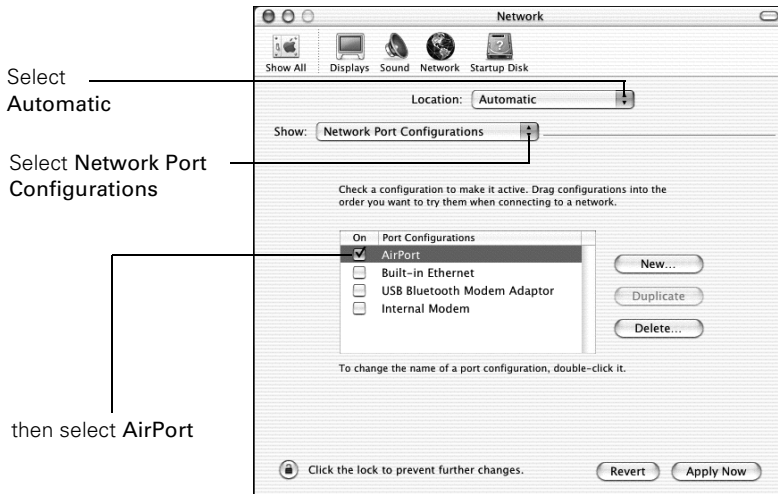 Network
Show All Displays Sound Network Startup Disk
Select
Automatic
Location: Automatic
Show: Network Port Configurations
Select Network Port
Configurations
Check a configuration to make it active. Drag configurations into the
order you want to try them when connecting to a network.
On Port Configurations
AirPort
Built-in Ethernet
USB Bluetooth Modem Adaptor
Internal Modem
New...
Duplicate
Delete...
To change the name of a port configuration, double-click it.
then select AirPort
Click the lock to prevent further changes.
Revert Apply Now